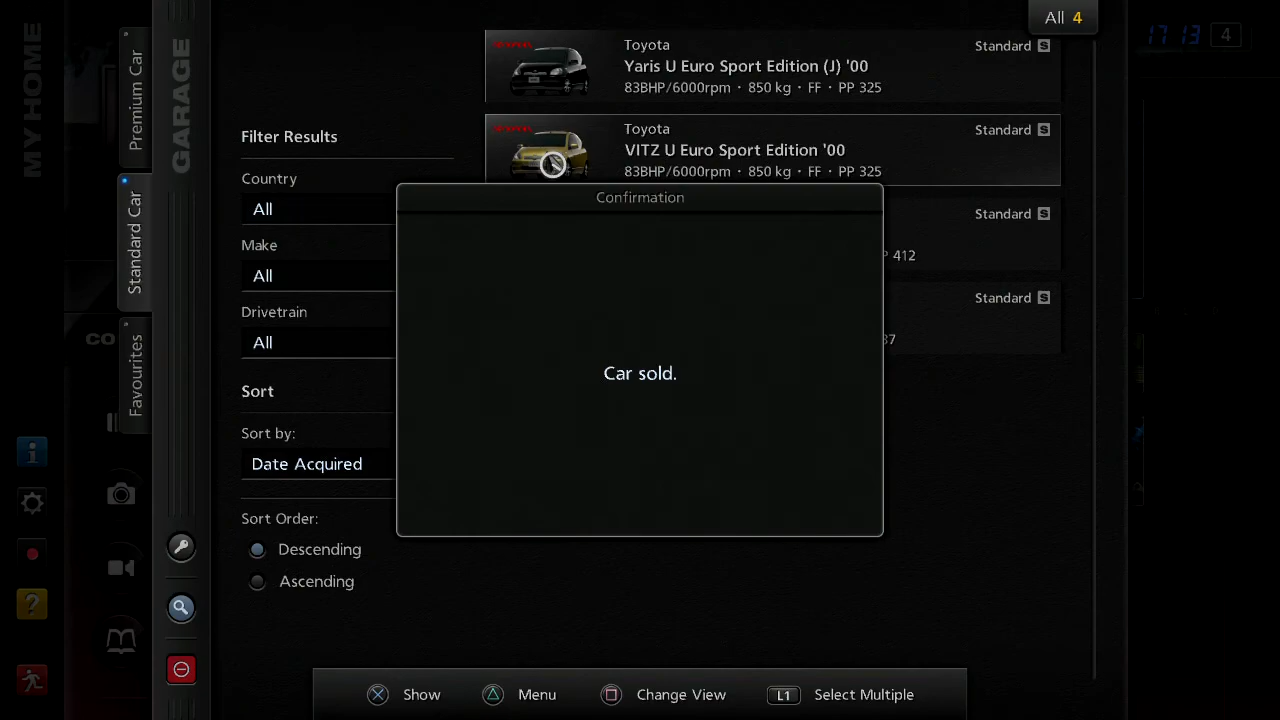 All 4
17 13
4
MY HOME
Premium Car
Standard Car
Favourites
GARAGE
Toyota
Standard S
Yaris U Euro Sport Edition (J) '00
83BHP/6000rpm · 850 kg · FF · PP 325
Toyota
Standard S
VITZ U Euro Sport Edition '00
83BHP/6000rpm · 850 kg · FF · PP 325
Standard S
412
Standard S
37
Filter Results
Country
All
Make
All
Drivetrain
All
Sort
Sort by:
Date Acquired
Sort Order:
Descending
Ascending
Confirmation
Car sold.
CO
Show
Menu
Change View
L1 Select Multiple